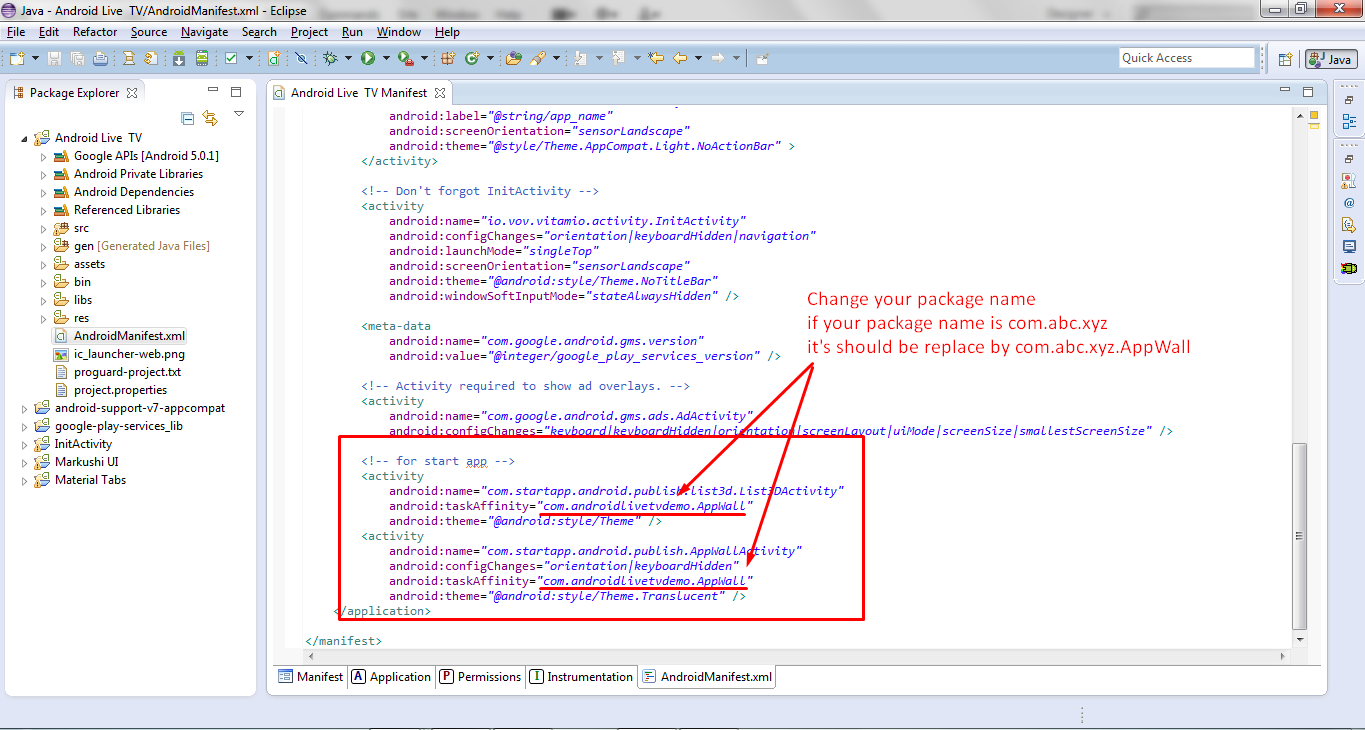 Java - Android Live  TV/AndroidManifest.xml - Eclipse
File Edit Refactor Source Navigate Search Project Run Window Help
Quick Access
Java
Package Explorer
Android Live  TV
Google APIs [Android 5.0.1]
Android Private Libraries
Android Dependencies
Referenced Libraries
src
gen [Generated Java Files]
assets
bin
libs
res
AndroidManifest.xml
ic_launcher-web.png
proguard-project.txt
project.properties
android-support-v7-appcompat
google-play-services_lib
InitActivity
Markushi UI
Material Tabs
Android Live  TV Manifest
android:label="@string/app_name"
android:screenOrientation="sensorLandscape"
android:theme="@style/Theme.AppCompat.Light.NoActionBar" >
</activity>
<!-- Don't forgot InitActivity -->
<activity
android:name="io.vov.vitamio.activity.InitActivity"
android:configChanges="orientation|keyboardHidden|navigation"
android:launchMode="singleTop"
android:screenOrientation="sensorLandscape"
android:theme="@android:style/Theme.NoTitleBar"
android:windowSoftInputMode="stateAlwaysHidden" />
<meta-data
android:name="com.google.android.gms.version"
android:value="@integer/google_play_services_version" />
<!-- Activity required to show ad overlays. -->
<activity
android:name="com.google.android.gms.ads.AdActivity"
android:configChanges="keyboard|keyboardHidden|orientation|screenLayout|uiMode|screenSize|smallestScreenSize" />
<!-- for start app -->
<activity
android:name="com.startapp.android.publish.list3d.List3DActivity"
android:taskAffinity="com.androidlivetvdemo.AppWall"
android:theme="@android:style/Theme" />
<activity
android:name="com.startapp.android.publish.AppWallActivity"
android:configChanges="orientation|keyboardHidden"
android:taskAffinity="com.androidlivetvdemo.AppWall"
android:theme="@android:style/Theme.Translucent" />
</application>
</manifest>
Change your package name
if your package name is com.abc.xyz
it's should be replace by com.abc.xyz.AppWall
Manifest
A Application
P Permissions
I Instrumentation
AndroidManifest.xml